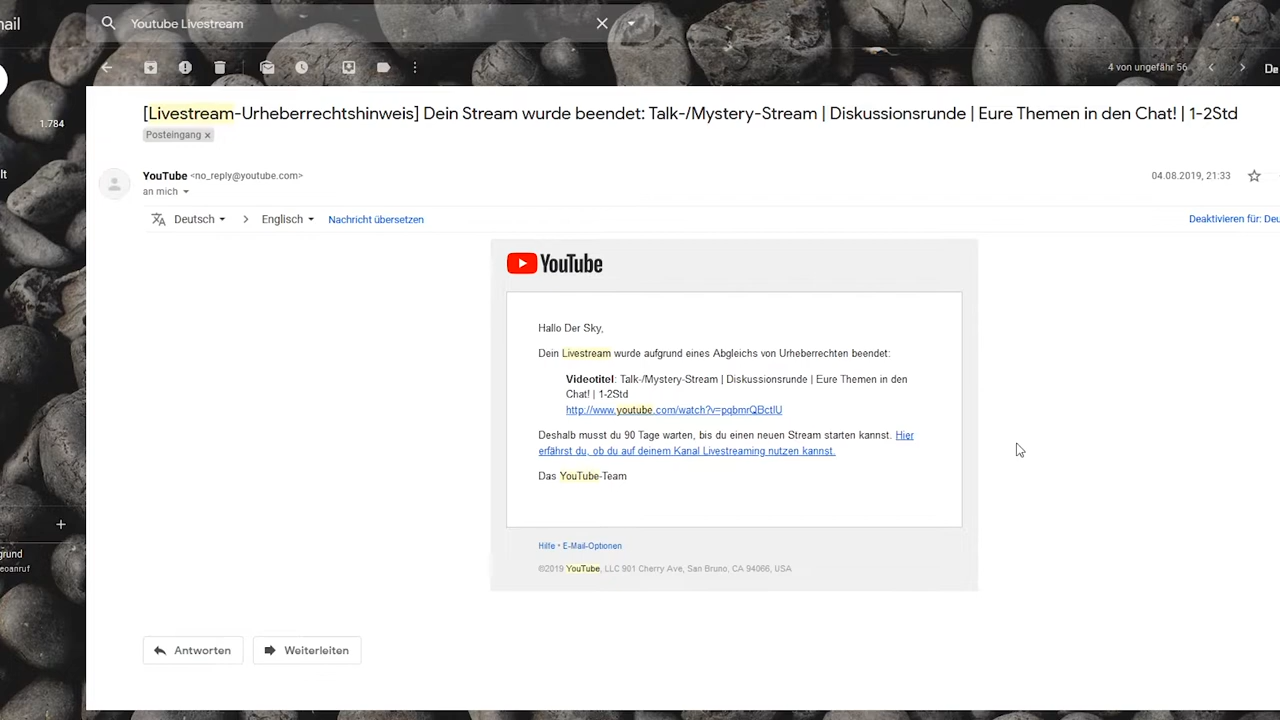 mail
Youtube Livestream
4 von ungefähr 56
De
1.784
[Livestream-Urheberrechtshinweis] Dein Stream wurde beendet: Talk-/Mystery-Stream | Diskussionsrunde | Eure Themen in den Chat! | 1-2Std
Posteingang ×
lt
YouTube <no_reply@youtube.com>
04.08.2019, 21:33
an mich
Deutsch > Englisch Nachricht übersetzen
Deaktivieren für: Deu
YouTube
Hallo Der Sky,
Dein Livestream wurde aufgrund eines Abgleichs von Urheberrechten beendet:
Videotitel: Talk-/Mystery-Stream | Diskussionsrunde | Eure Themen in den
Chat! | 1-2Std
http://www.youtube.com/watch?v=pqbmrQBctlU
Deshalb musst du 90 Tage warten, bis du einen neuen Stream starten kannst. Hier
erfährst du, ob du auf deinem Kanal Livestreaming nutzen kannst.
Das YouTube-Team
Hilfe • E-Mail-Optionen
©2019 YouTube, LLC 901 Cherry Ave, San Bruno, CA 94066, USA
+
grund
eoanruf
Antworten
Weiterleiten